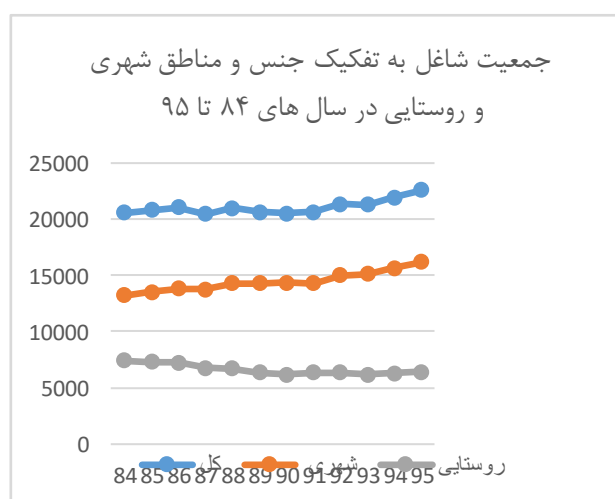 جمعیت شاغل به تفکیک جنس و مناطق شهری
و روستایی در سال های ۸۴ تا ۹۵
25000
20000
15000
10000
5000
0
84 85 86 87 88 89 90 91 92 93 94 95
کل شهری روستایی